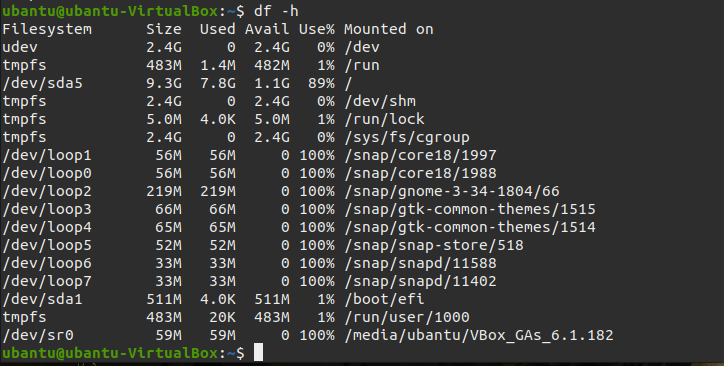 ubantu@ubantu-VirtualBox:~$ df -h
Filesystem      Size  Used Avail Use% Mounted on
udev            2.4G     0  2.4G   0% /dev
tmpfs           483M  1.4M  482M   1% /run
/dev/sda5       9.3G  7.8G  1.1G  89% /
tmpfs           2.4G     0  2.4G   0% /dev/shm
tmpfs           5.0M  4.0K  5.0M   1% /run/lock
tmpfs           2.4G     0  2.4G   0% /sys/fs/cgroup
/dev/loop1       56M   56M     0 100% /snap/core18/1997
/dev/loop0       56M   56M     0 100% /snap/core18/1988
/dev/loop2      219M  219M     0 100% /snap/gnome-3-34-1804/66
/dev/loop3       66M   66M     0 100% /snap/gtk-common-themes/1515
/dev/loop4       65M   65M     0 100% /snap/gtk-common-themes/1514
/dev/loop5       52M   52M     0 100% /snap/snap-store/518
/dev/loop6       33M   33M     0 100% /snap/snapd/11588
/dev/loop7       33M   33M     0 100% /snap/snapd/11402
/dev/sda1       511M  4.0K  511M   1% /boot/efi
tmpfs           483M   20K  483M   1% /run/user/1000
/dev/sr0         59M   59M     0 100% /media/ubantu/VBox_GAs_6.1.182
ubantu@ubantu-VirtualBox:~$